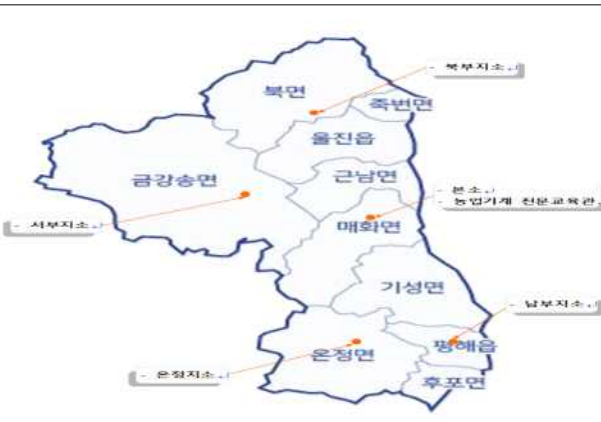 - 북부지소
북면
죽변면
울진읍
금강송면
근남면
- 본소
- 농업기계 전문교육관
- 서부지소
매화면
기성면
- 남부지소
평해읍
온정면
- 온정지소
후포면